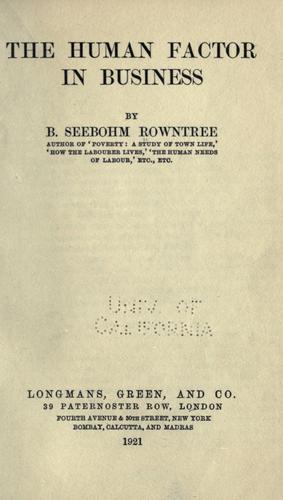 THE HUMAN FACTOR
IN BUSINESS
BY
B. SEEBOHM ROWNTREE
AUTHOR OF ‘POVERTY: A STUDY OF TOWN LIFE,’
‘HOW THE LABOURER LIVES,’ ‘THE HUMAN NEEDS
OF LABOUR,’ ETC., ETC.
UNIV. OF
CALIFORNIA
LONGMANS, GREEN, AND CO.
39 PATERNOSTER ROW, LONDON
FOURTH AVENUE & 30TH STREET, NEW YORK
BOMBAY, CALCUTTA, AND MADRAS
1921